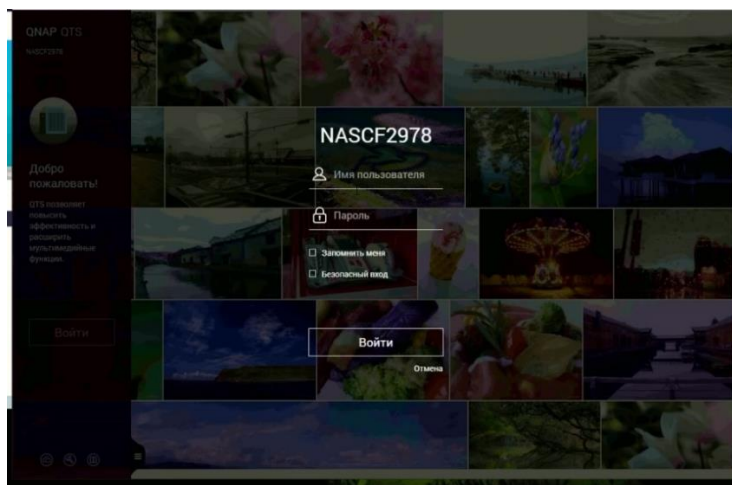 QNAP QTS
NASCF2978
Добро
пожаловать!
QTS позволяет
повысить
эффективность и
расширить
мультимедийные
функции.
Войти
NASCF2978
Имя пользователя
Пароль
Запомнить меня
Безопасный вход
Войти
Отмена